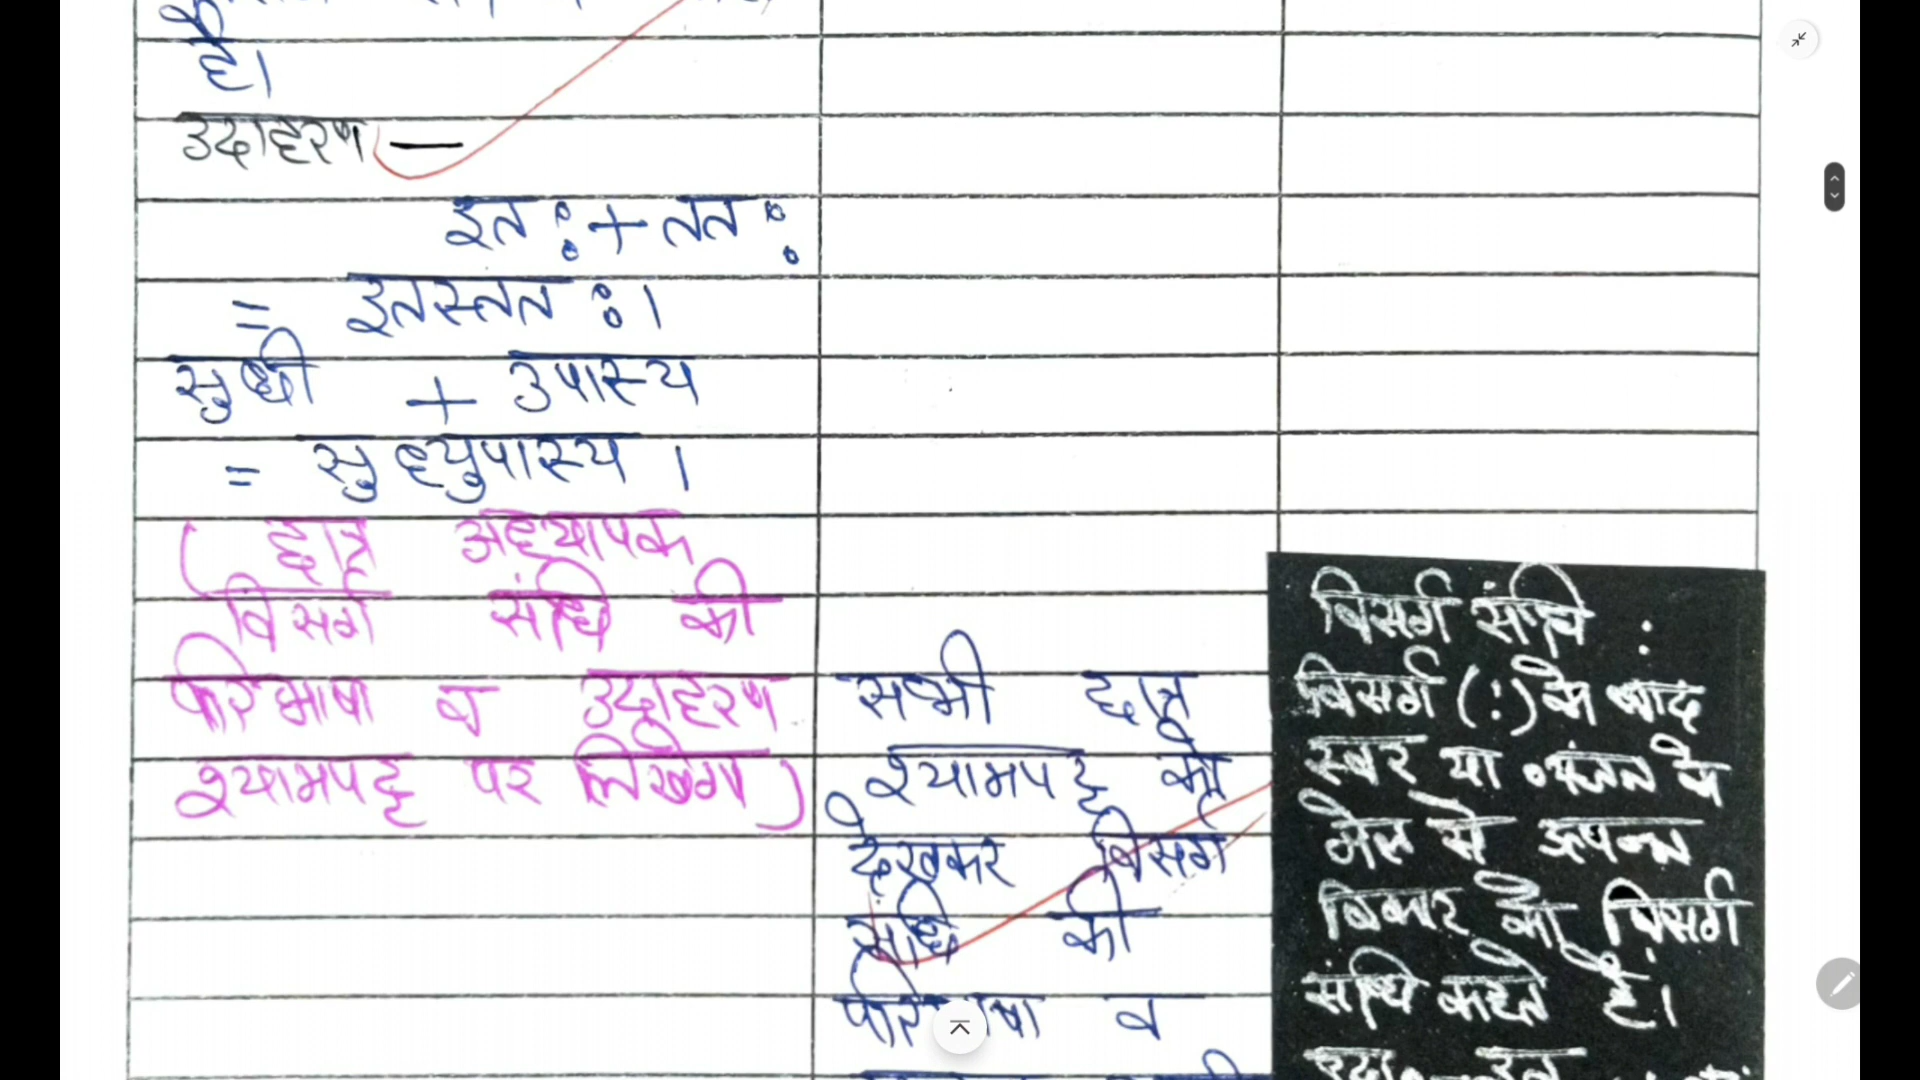 है।
उदाहरण —
इतः + ततः
= इतस्ततः।
सुधी + उपास्य
= सुध्युपास्य।
( छात्र अध्यापक
विसर्ग संधि की
परिभाषा व उदाहरण
श्यामपट्ट पर लिखेगा )
सभी छात्र
श्यामपट्ट को
देखकर विसर्ग
संधि की
व
विसर्ग संन्धि :
विसर्ग (:) के बाद
स्वर या व्यंजन के
मेल से उत्पन्न
विकार को विसर्ग
संधि कहते हैं।